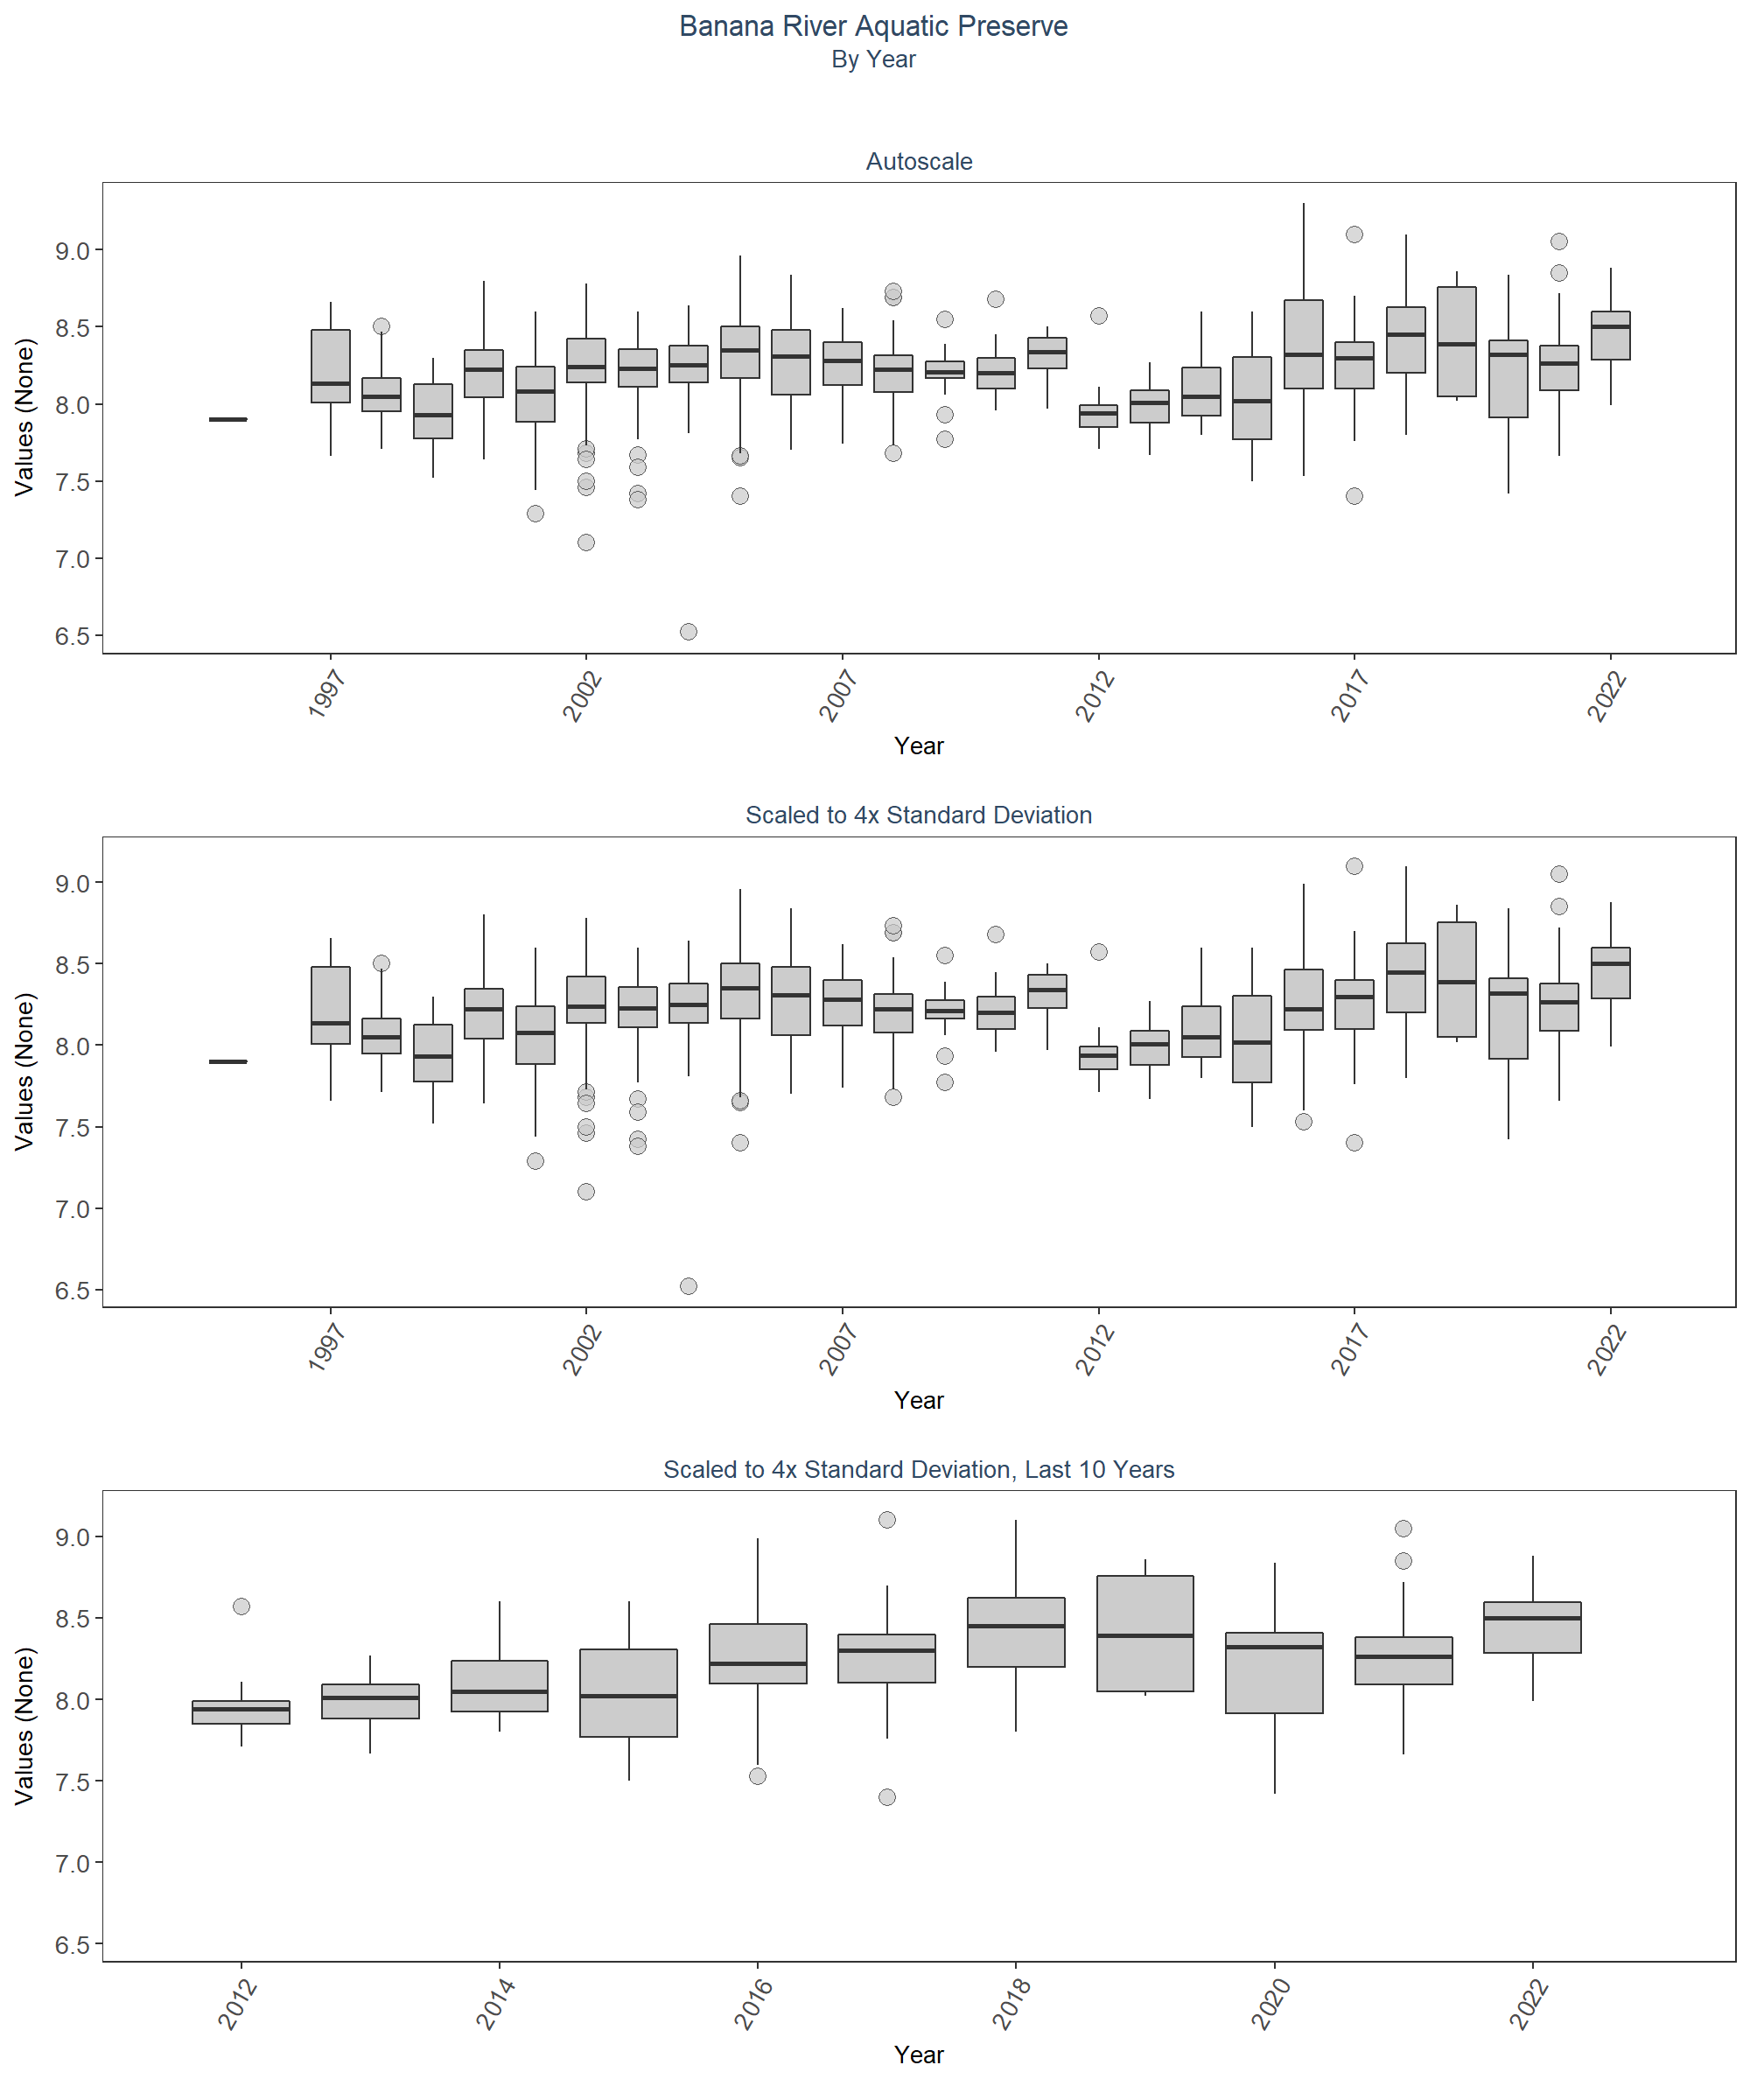 Banana River Aquatic Preserve
By Year
Autoscale
Values (None)
9.0
8.5
8.0
7.5
7.0
6.5
1997 2002 2007 2012 2017 2022
Year
Scaled to 4x Standard Deviation
Values (None)
9.0
8.5
8.0
7.5
7.0
6.5
1997 2002 2007 2012 2017 2022
Year
Scaled to 4x Standard Deviation, Last 10 Years
Values (None)
9.0
8.5
8.0
7.5
7.0
6.5
2012 2014 2016 2018 2020 2022
Year